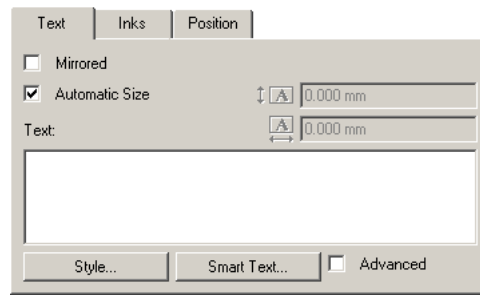 Text Inks Position
Mirrored
Automatic Size A 0.000 mm
Text: A 0.000 mm
Style... Smart Text... Advanced